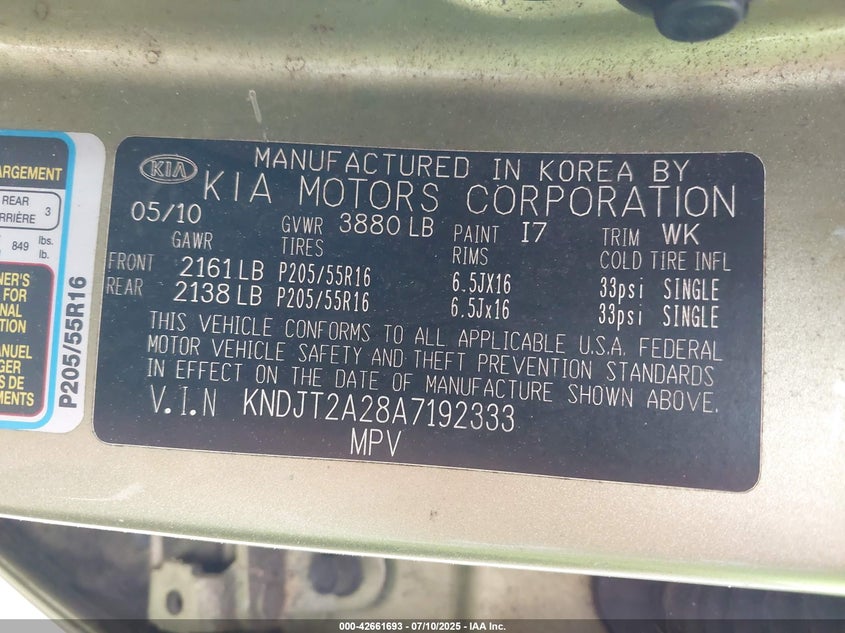 ARGEMENT
REAR
RRIÈRE 3
849 lbs.
lb.
NER'S
FOR
NAL
TION
ANUEL
GER
S DE
MENTS
P205/55R16
KIA
MANUFACTURED IN KOREA BY
KIA MOTORS CORPORATION
05/10 GVWR 3880 LB PAINT I7 TRIM WK
GAWR TIRES RIMS COLD TIRE INFL
FRONT 2161 LB P205/55R16 6.5JX16 33psi SINGLE
REAR 2138 LB P205/55R16 6.5Jx16 33psi SINGLE
THIS VEHICLE CONFORMS TO ALL APPLICABLE U.S.A. FEDERAL
MOTOR VEHICLE SAFETY AND THEFT PREVENTION STANDARDS
IN EFFECT ON THE DATE OF MANUFACTURE SHOWN ABOVE.
V.I.N KNDJT2A28A7192333
MPV
000-42661693 - 07/10/2025 - IAA Inc.